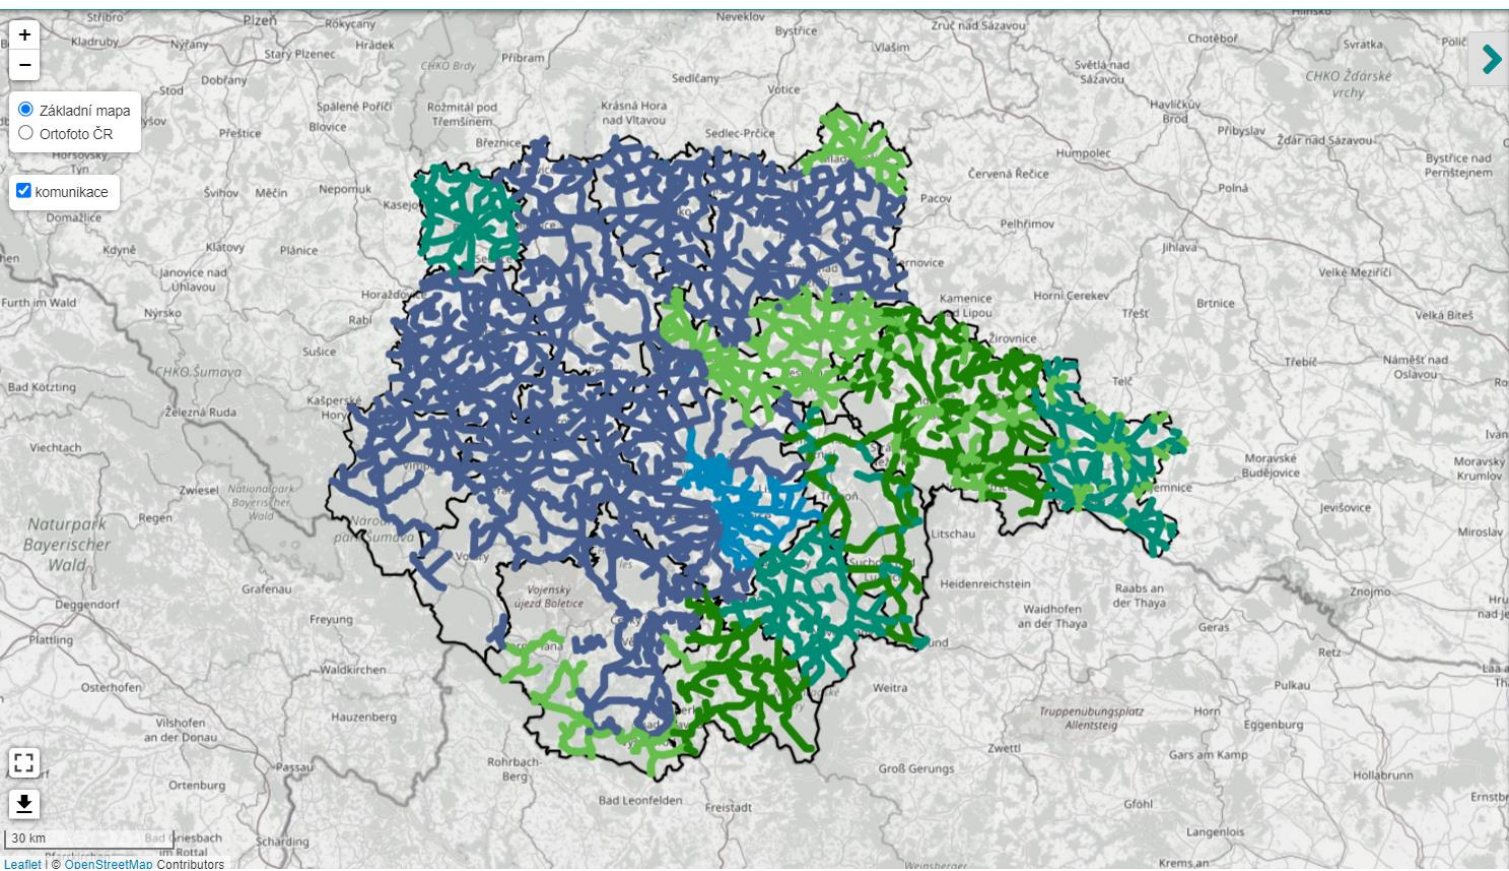 Stříbro
Plzeň
Rokycany
Neveklov
Zruč nad Sázavou
Kladruby
Nýřany
Hrádek
Bystřice
Chotěboř
Svratka
Starý Plzenec
CHKO Brdy
Příbram
Vlašim
Světlá nad
Sázavou
CHKO Žďárské
vrchy
Dobřany
Sedlčany
Votice
Stod
Základní mapa
Ortofoto ČR
Spálené Poříčí
Rožmitál pod
Třemšínem
Krásná Hora
nad Vltavou
Havlíčkův
Brod
Přeštice
Blovice
Březnice
Sedlec-Prčice
Přibyslav
Žďár nad Sázavou
Horšovský
Týn
Humpolec
Bystřice nad
Pernštejnem
komunikace
Švihov
Měčín
Nepomuk
Červená Řečice
Polná
Domažlice
Pacov
Kdyně
Klatovy
Plánice
Pelhřimov
Jihlava
Janovice nad
Úhlavou
Velké Meziříčí
Furth im Wald
Nýrsko
Horažďovice
Kamenice
Horní Cerekev
Brtnice
Rabí
Třešť
Velká Bíteš
Sušice
Žirovnice
Třebíč
Náměšť nad
Oslavou
CHKO Šumava
Telč
Bad Kötzting
Železná Ruda
Kašperské
Hory
Viechtach
Moravské
Budějovice
Moravský
Krumlov
Zwiesel
Nationalpark
Bayerischer
Wald
Naturpark
Bayerischer
Wald
Regen
Jevišovice
Miroslav
Litschau
Grafenau
Vojenský
újezd Boletice
Heidenreichstein
Raabs an
der Thaya
Znojmo
Deggendorf
Freyung
Waidhofen
an der Thaya
Geras
Plattling
Retz
Waldkirchen
Osterhofen
Weitra
Pulkau
Hauzenberg
Truppenübungsplatz
Allentsteig
Horn
Eggenburg
Vilshofen
an der Donau
Zwettl
Gars am Kamp
Passau
Rohrbach-
Berg
Groß Gerungs
Hollabrunn
Ortenburg
Bad Leonfelden
Freistadt
Gföhl
30 km
Bad Griesbach
im Rottal
Schärding
Langenlois
Krems an
Leaflet | © OpenStreetMap Contributors